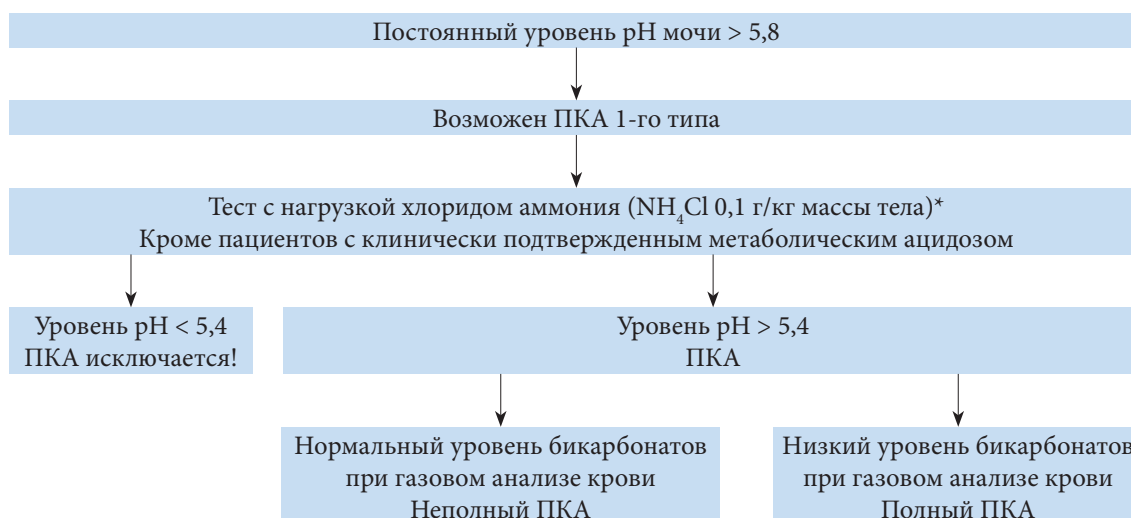 Постоянный уровень pH мочи > 5,8
Возможен ПКА 1-го типа
Тест с нагрузкой хлоридом аммония (NH₄Cl 0,1 г/кг массы тела)*
Кроме пациентов с клинически подтвержденным метаболическим ацидозом
Уровень pH < 5,4
ПКА исключается!
Уровень pH > 5,4
ПКА
Нормальный уровень бикарбонатов
при газовом анализе крови
Неполный ПКА
Низкий уровень бикарбонатов
при газовом анализе крови
Полный ПКА